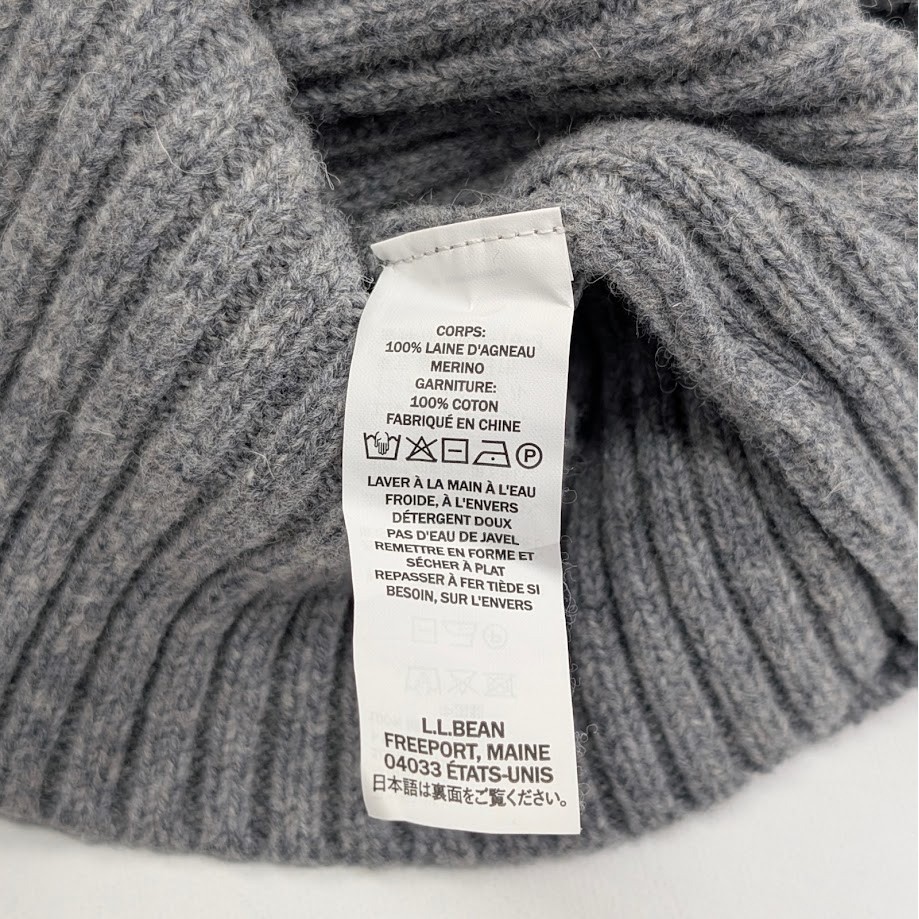 CORPS:
100% LAINE D'AGNEAU
MERINO
GARNITURE:
100% COTON
FABRIQUÉ EN CHINE
P
LAVER À LA MAIN À L'EAU
FROIDE, À L'ENVERS
DÉTERGENT DOUX
PAS D'EAU DE JAVEL
REMETTRE EN FORME ET
SÉCHER À PLAT
REPASSER À FER TIÈDE SI
BESOIN, SUR L'ENVERS
L.L.BEAN
FREEPORT, MAINE
04033 ÉTATS-UNIS
日本語は裏面をご覧ください。